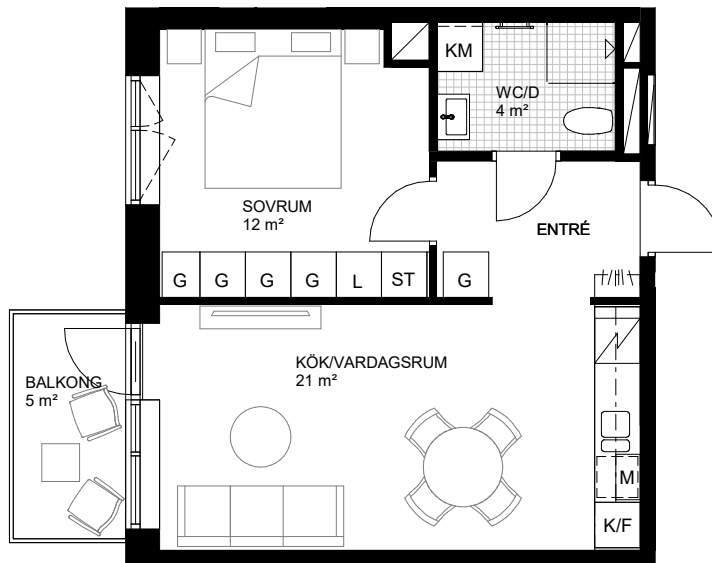 KM
WC/D
4 m²
SOVRUM
12 m²
ENTRÉ
G G G G L ST G
KÖK/VARDAGSRUM
21 m²
BALKONG
5 m²
M
K/F